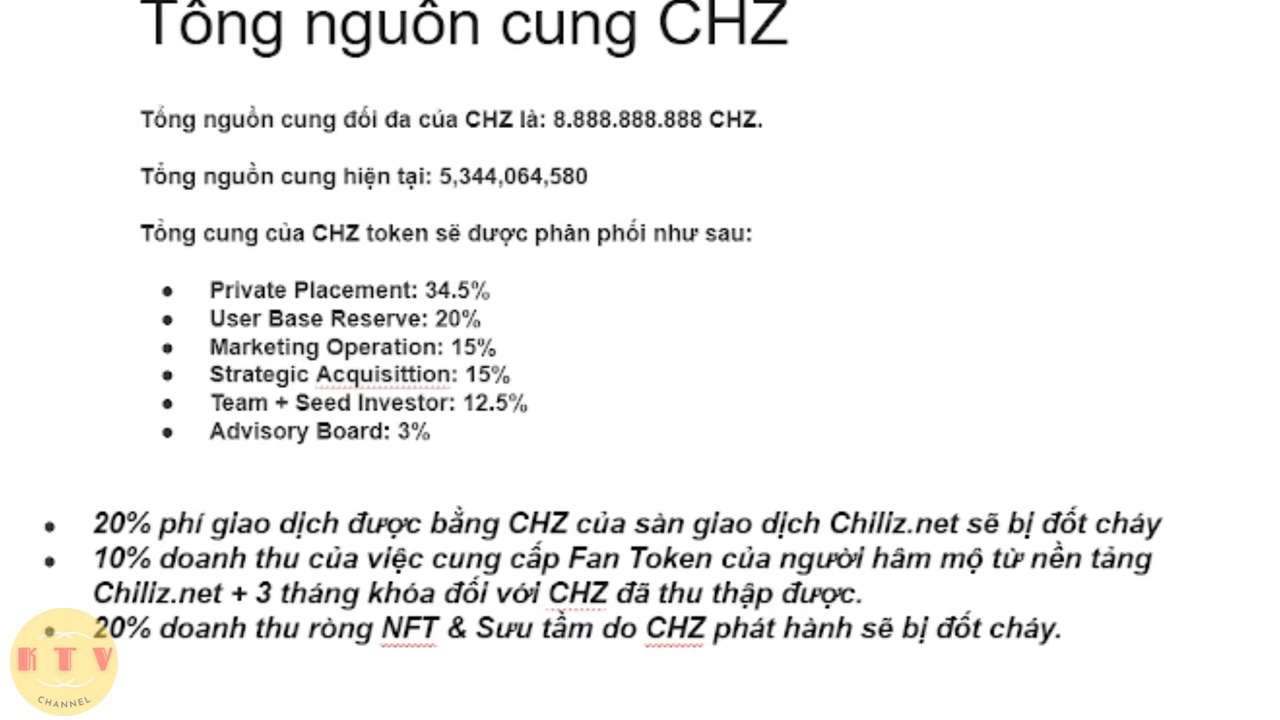 Tổng nguồn cung CHZ
Tổng nguồn cung đối đa của CHZ là: 8.888.888.888 CHZ.
Tổng nguồn cung hiện tại: 5,344,064,580
Tổng cung của CHZ token sẽ được phân phối như sau:
● Private Placement: 34.5%
● User Base Reserve: 20%
● Marketing Operation: 15%
● Strategic Acquisittion: 15%
● Team + Seed Investor: 12.5%
● Advisory Board: 3%
● 20% phí giao dịch được bằng CHZ của sàn giao dịch Chiliz.net sẽ bị đốt cháy
● 10% doanh thu của việc cung cấp Fan Token của người hâm mộ từ nền tảng
Chiliz.net + 3 tháng khóa đối với CHZ đã thu thập được.
● 20% doanh thu ròng NFT & Sưu tầm do CHZ phát hành sẽ bị đốt cháy.
KTV
CHANNEL